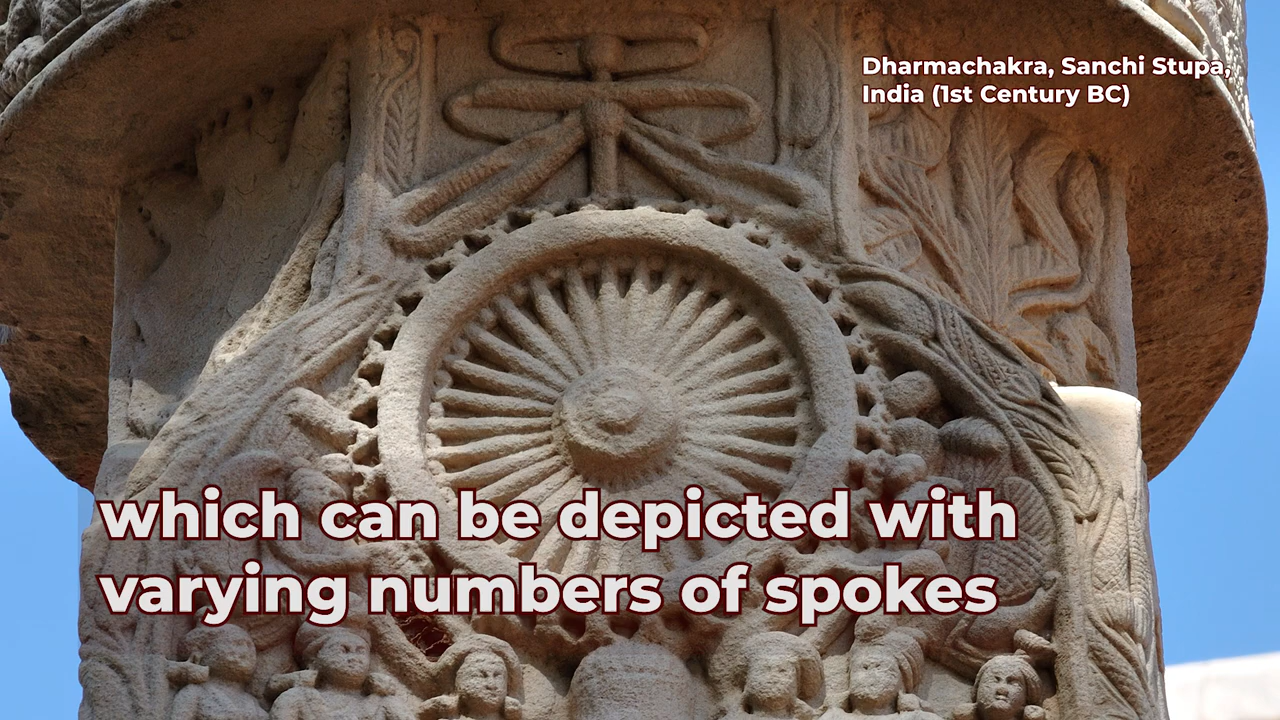 Dharmachakra, Sanchi Stupa,
India (1st Century BC)
which can be depicted with
varying numbers of spokes